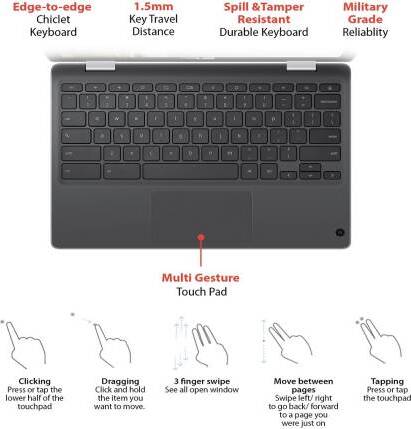 Edge-to-edge
Chiclet
Keyboard
1.5mm
Key Travel
Distance
Spill &Tamper
Resistant
Durable Keyboard
Military
Grade
Reliablity
Multi Gesture
Touch Pad
Clicking
Press or tap the
lower half of the
touchpad
Dragging
Click and hold
the item you
want to move.
3 finger swipe
See all open window
Move between
pages
Swipe left/ right
to go back/ forward
to a page you
were just on
Tapping
Press or tap
the touchpad